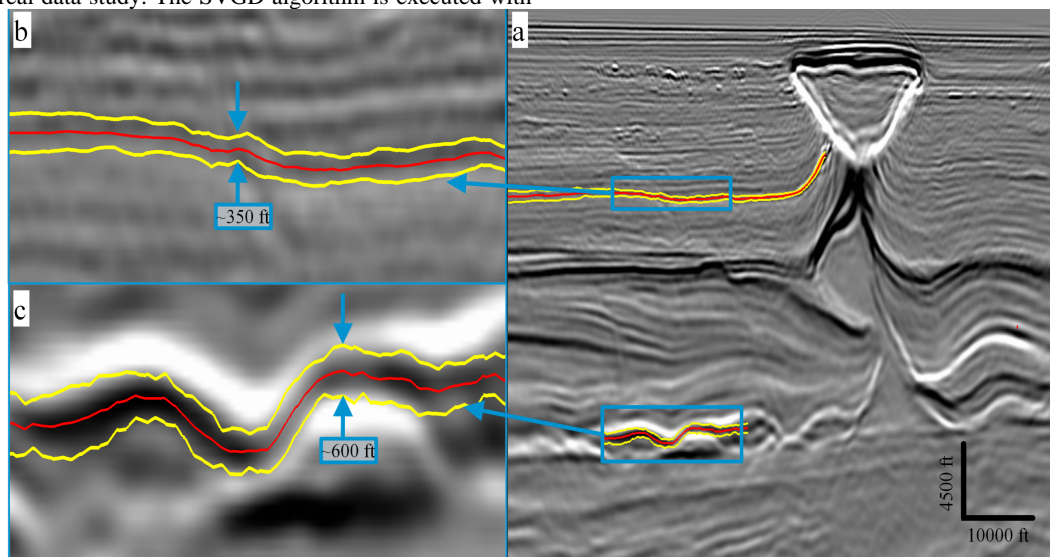 real data study. The SVGD algorithm is executed with
b
a
~350 ft
c
~600 ft
4500 ft
10000 ft